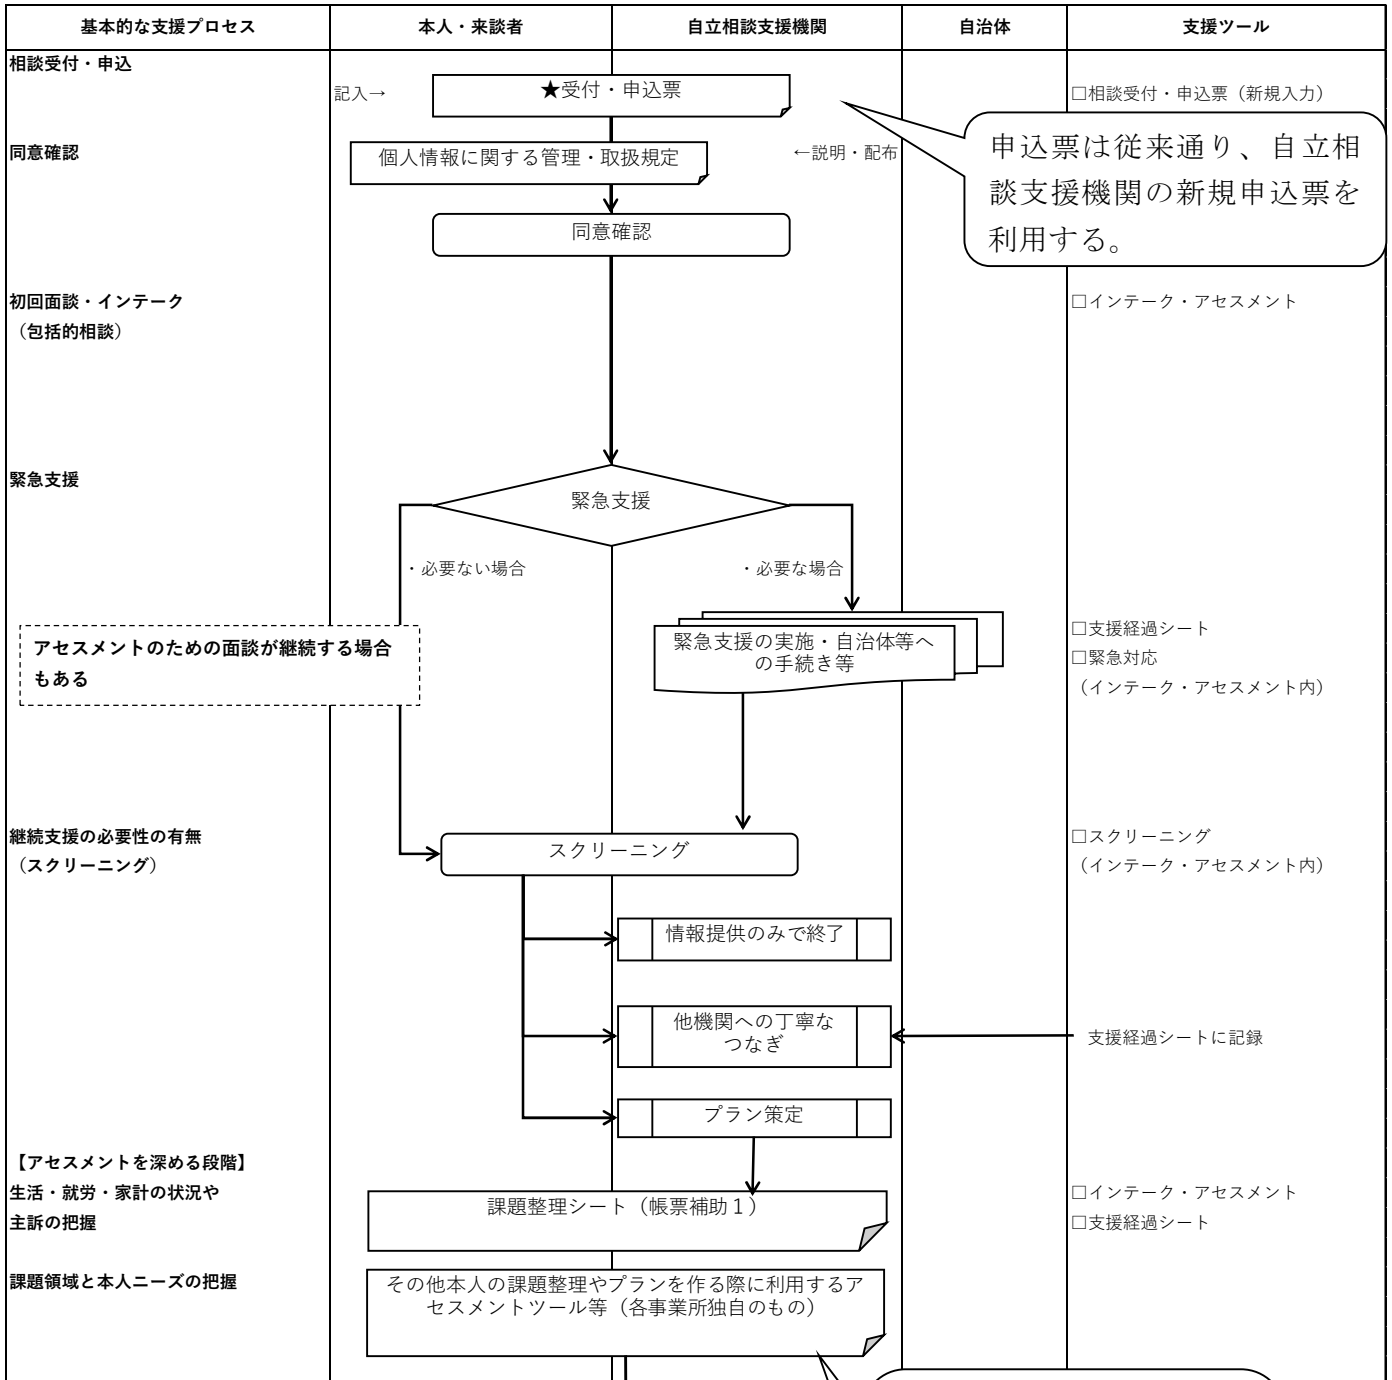 基本的な支援プロセス
本人・来談者
自立相談支援機関
自治体
支援ツール
相談受付・申込
記入→
★受付・申込票
□相談受付・申込票（新規入力）
申込票は従来通り、自立相
談支援機関の新規申込票を
利用する。
同意確認
個人情報に関する管理・取扱規定
←説明・配布
同意確認
初回面談・インテーク
（包括的相談）
□インテーク・アセスメント
緊急支援
緊急支援
・必要ない場合
・必要な場合
アセスメントのための面談が継続する場合
もある
緊急支援の実施・自治体等へ
の手続き等
□支援経過シート
□緊急対応
（インテーク・アセスメント内）
継続支援の必要性の有無
（スクリーニング）
スクリーニング
□スクリーニング
（インテーク・アセスメント内）
情報提供のみで終了
他機関への丁寧な
つなぎ
支援経過シートに記録
プラン策定
【アセスメントを深める段階】
生活・就労・家計の状況や
主訴の把握
課題整理シート（帳票補助１）
□インテーク・アセスメント
□支援経過シート
課題領域と本人ニーズの把握
その他本人の課題整理やプランを作る際に利用するア
セスメントツール等（各事業所独自のもの）